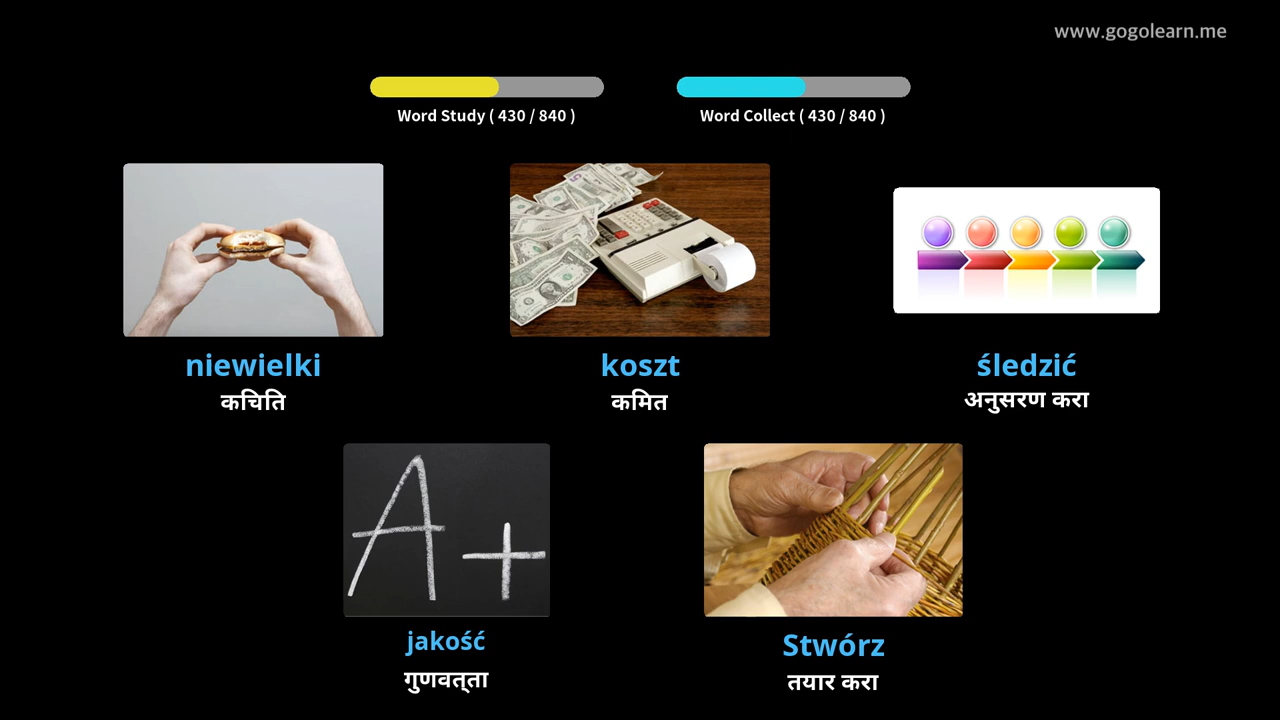 www.gogolearn.me
Word Study ( 430 / 840 )
Word Collect ( 430 / 840 )
niewielki
कचिति
koszt
कमित
śledzić
अनुसरण करा
A+
jakość
गुणवत्ता
Stwórz
तयार करा